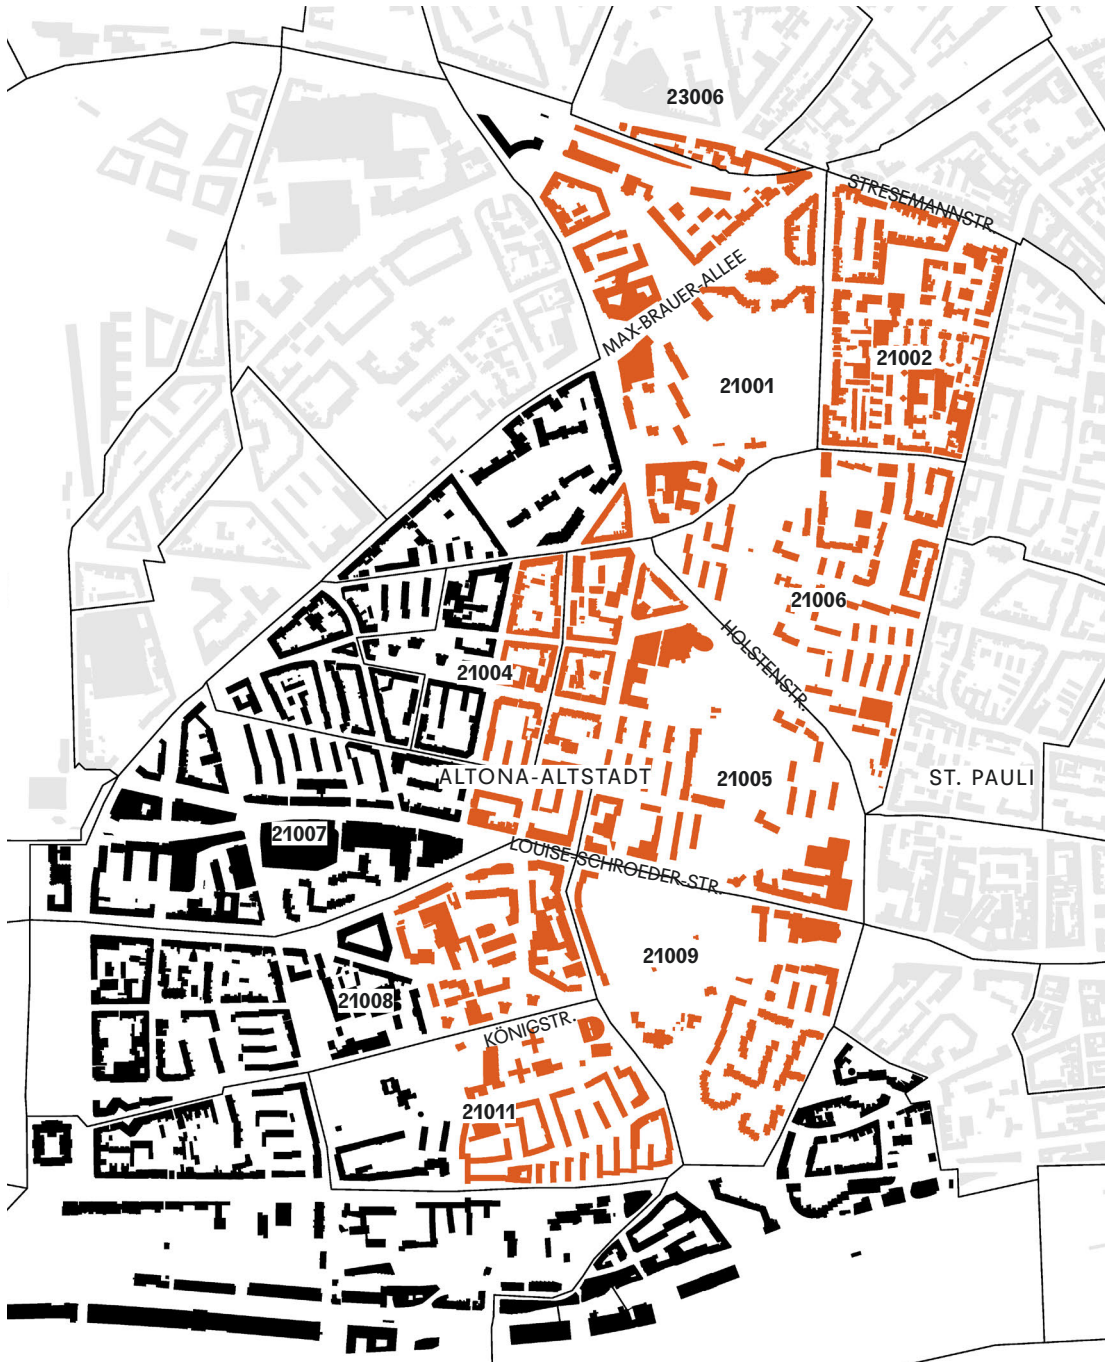 23006
STRESEMANNSTR.
MAX-BRAUER-ALLEE
21002
21001
21006
HOLSTENSTR.
21004
ALTONA-ALTSTADT
21005
ST. PAULI
21007
LOUISE-SCHROEDER-STR.
21009
21008
KÖNIGSTR.
21011